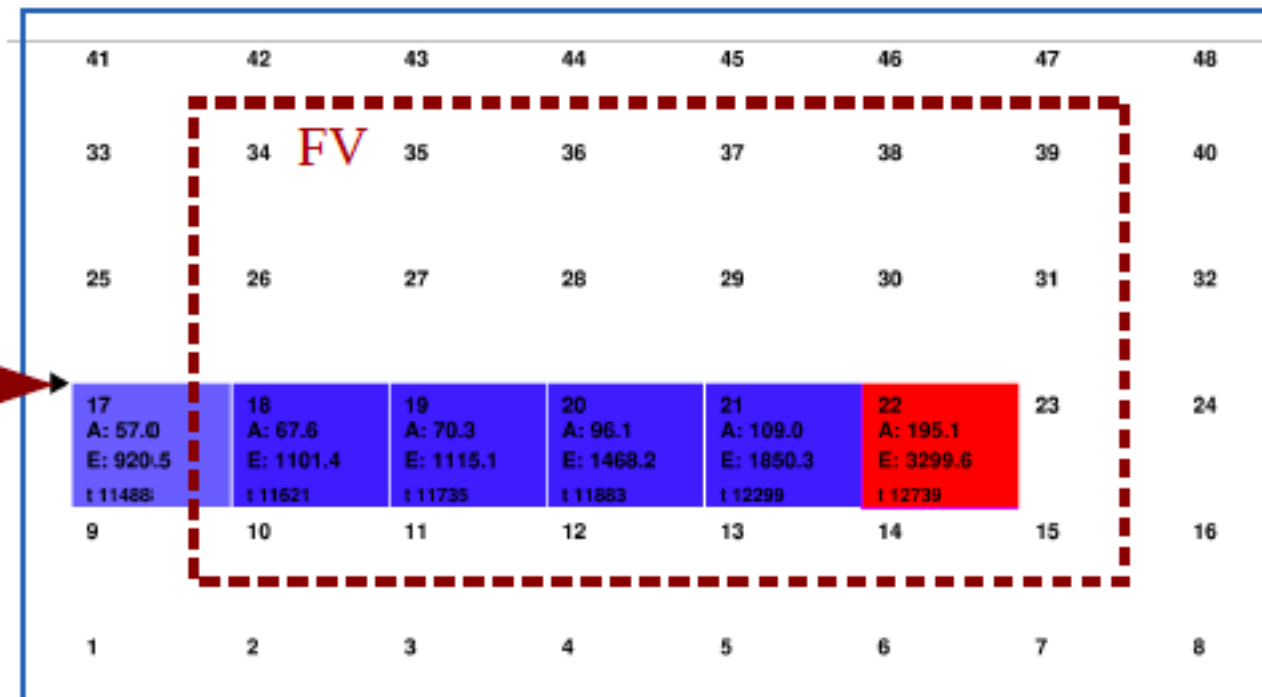 41 42 43 44 45 46 47 48
33 34 FV 35 36 37 38 39 40
25 26 27 28 29 30 31 32
17 18 19 20 21 22 23 24
A: 57.0 A: 67.6 A: 70.3 A: 96.1 A: 109.0 A: 195.1
E: 920.5 E: 1101.4 E: 1115.1 E: 1468.2 E: 1850.3 E: 3299.6
t 11488 t 11621 t 11735 t 11883 t 12299 t 12739
9 10 11 12 13 14 15 16
1 2 3 4 5 6 7 8